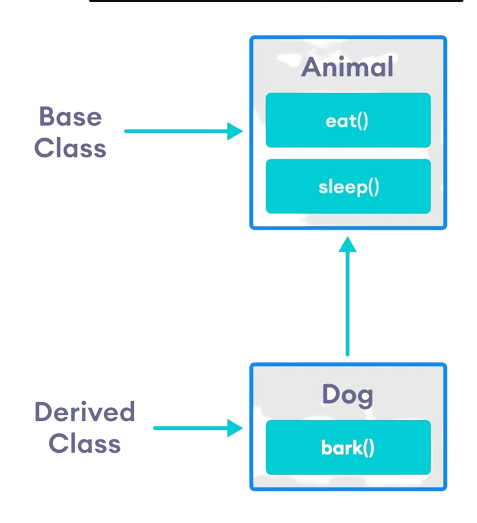 Animal
Base
Class
eat()
sleep()
Dog
Derived
Class
bark()